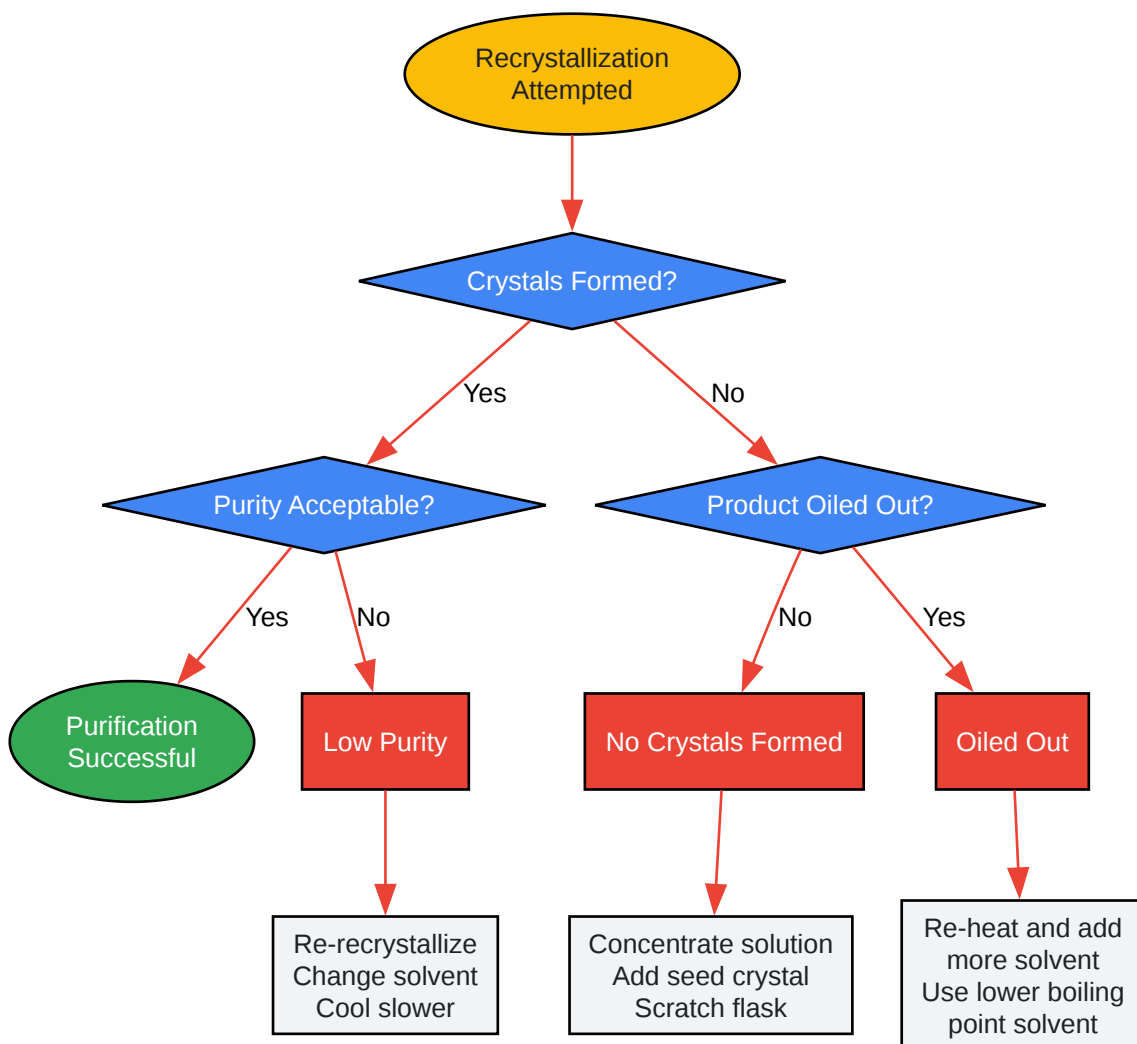 Recrystallization
Attempted
Crystals Formed?
Yes
No
Purity Acceptable?
Product Oiled Out?
Yes
No
No
Yes
Purification
Successful
Low Purity
No Crystals Formed
Oiled Out
Re-recrystallize
Change solvent
Cool slower
Concentrate solution
Add seed crystal
Scratch flask
Re-heat and add
more solvent
Use lower boiling
point solvent